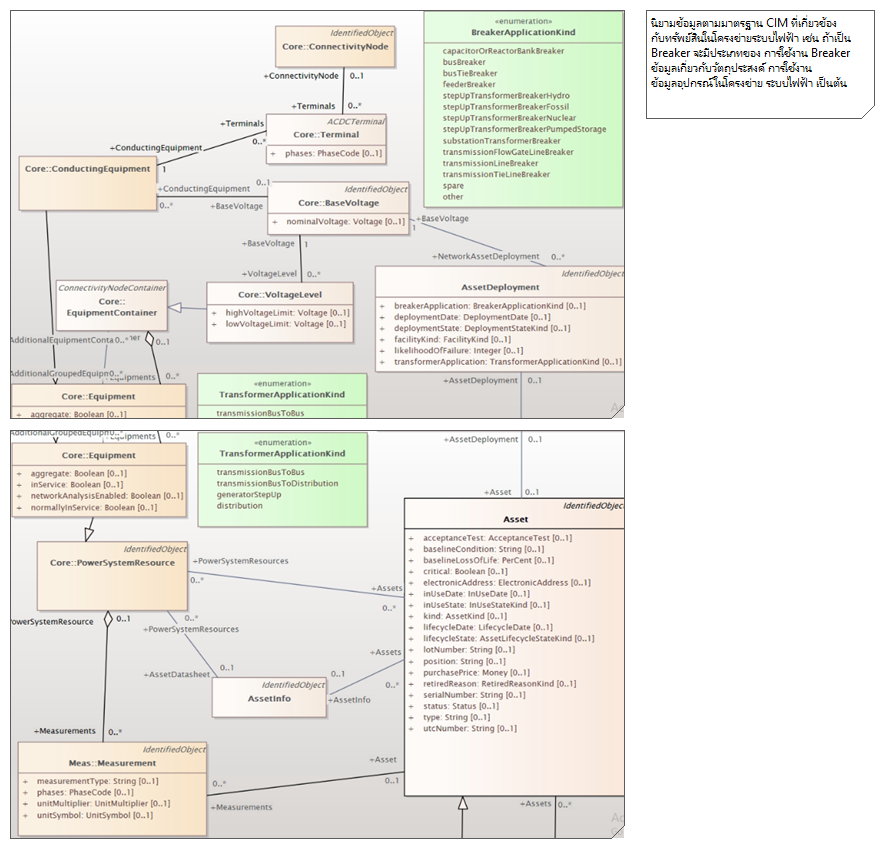 IdentifiedObject
Core::ConnectivityNode
+ConnectivityNode 0..1
+Terminals 0..*
«enumeration»
BreakerApplicationKind
capacitorOrReactorBankBreaker
busBreaker
busTieBreaker
feederBreaker
stepUpTransformerBreakerHydro
stepUpTransformerBreakerFossil
stepUpTransformerBreakerNuclear
stepUpTransformerBreakerPumpedStorage
substationTransformerBreaker
transmissionFlowGateLineBreaker
transmissionLineBreaker
transmissionTieLineBreaker
spare
other
นิยามข้อมูลตามมาตรฐาน CIM ที่เกี่ยวข้อง
กับทรัพย์สินในโครงข่ายระบบไฟฟ้า เช่น ถ้าเป็น
Breaker จะมีประเภทของ การใช้งาน Breaker
ข้อมูลเกี่ยวกับวัตถุประสงค์ การใช้งาน
ข้อมูลอุปกรณ์ในโครงข่าย ระบบไฟฟ้า เป็นต้น
ACDCTerminal
Core::Terminal
+ phases: PhaseCode [0..1]
+Terminals
0..*
+ConductingEquipment
1
Core::ConductingEquipment
+ConductingEquipment 0..1
0..* +BaseVoltage
IdentifiedObject
Core::BaseVoltage
+ nominalVoltage: Voltage [0..1]
+BaseVoltage
1
+NetworkAssetDeployment 0..*
+BaseVoltage 1
+VoltageLevel 0..*
IdentifiedObject
AssetDeployment
+ breakerApplication: BreakerApplicationKind [0..1]
+ deploymentDate: DeploymentDate [0..1]
+ deploymentState: DeploymentStateKind [0..1]
+ facilityKind: FacilityKind [0..1]
+ likelihoodOfFailure: Integer [0..1]
+ transformerApplication: TransformerApplicationKind [0..1]
+AssetDeployment 0..1
ConnectivityNodeContainer
Core::
EquipmentContainer
Core::VoltageLevel
+ highVoltageLimit: Voltage [0..1]
+ lowVoltageLimit: Voltage [0..1]
AdditionalEquipmentConta 0..* 0..1
AdditionalGroupedEquipm 0..* 0..*
Core::Equipment
+ aggregate: Boolean [0..1]
«enumeration»
TransformerApplicationKind
transmissionBusToBus
0..*
Core::Equipment
+ aggregate: Boolean [0..1]
+ inService: Boolean [0..1]
+ networkAnalysisEnabled: Boolean [0..1]
+ normallyInService: Boolean [0..1]
«enumeration»
TransformerApplicationKind
transmissionBusToBus
transmissionBusToDistribution
generatorStepUp
distribution
+AssetDeployment 0..1
+Asset 0..1
IdentifiedObject
Asset
+ acceptanceTest: AcceptanceTest [0..1]
+ baselineCondition: String [0..1]
+ baselineLossOfLife: PerCent [0..1]
+ critical: Boolean [0..1]
+ electronicAddress: ElectronicAddress [0..1]
+ inUseDate: InUseDate [0..1]
+ inUseState: InUseStateKind [0..1]
+ kind: AssetKind [0..1]
+ lifecycleDate: LifecycleDate [0..1]
+ lifecycleState: AssetLifecycleStateKind [0..1]
+ lotNumber: String [0..1]
+ position: String [0..1]
+ purchasePrice: Money [0..1]
+ retiredReason: RetiredReasonKind [0..1]
+ serialNumber: String [0..1]
+ status: Status [0..1]
+ type: String [0..1]
+ utcNumber: String [0..1]
IdentifiedObject
Core::PowerSystemResource
+PowerSystemResources
0..*
+Assets
0..*
PowerSystemResource 0..1
0..*
+PowerSystemResources
+AssetDatasheet 0..1
IdentifiedObject
AssetInfo
0..1
+AssetInfo
+Assets
0..*
+Measurements 0..*
IdentifiedObject
Meas::Measurement
+ measurementType: String [0..1]
+ phases: PhaseCode [0..1]
+ unitMultiplier: UnitMultiplier [0..1]
+ unitSymbol: UnitSymbol [0..1]
0..*
+Measurements
+Asset
0..1
+Assets 0..*